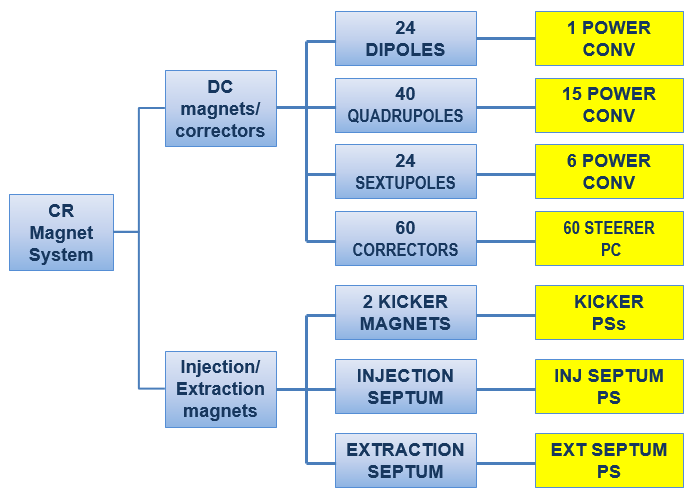 CR
Magnet
System
DC
magnets/
correctors
24
DIPOLES
1 POWER
CONV
40
QUADRUPOLES
15 POWER
CONV
24
SEXTUPOLES
6 POWER
CONV
60
CORRECTORS
60 STEERER
PC
Injection/
Extraction
magnets
2 KICKER
MAGNETS
KICKER
PSs
INJECTION
SEPTUM
INJ SEPTUM
PS
EXTRACTION
SEPTUM
EXT SEPTUM
PS